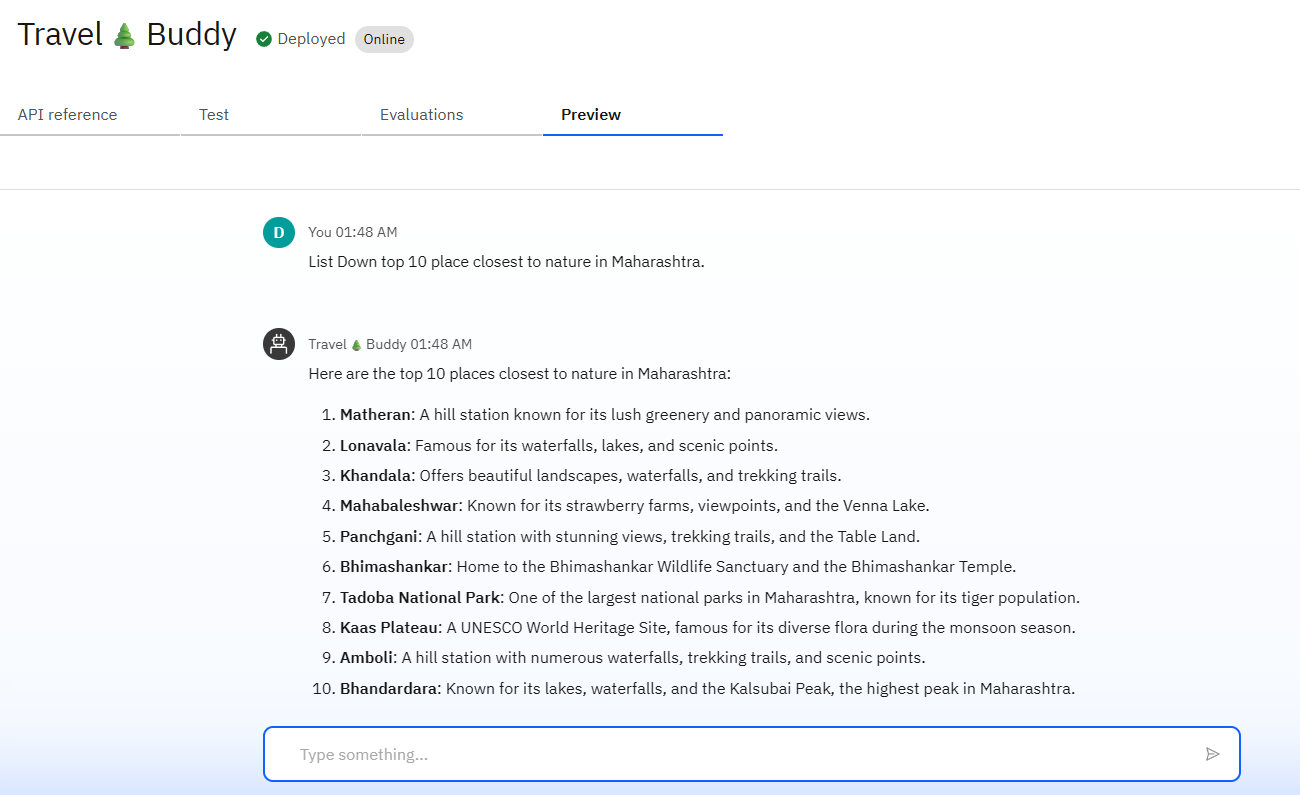 Travel 🌲 Buddy Deployed Online
API reference Test Evaluations Preview
D You 01:48 AM
List Down top 10 place closest to nature in Maharashtra.
Travel 🌲 Buddy 01:48 AM
Here are the top 10 places closest to nature in Maharashtra:
1. Matheran: A hill station known for its lush greenery and panoramic views.
2. Lonavala: Famous for its waterfalls, lakes, and scenic points.
3. Khandala: Offers beautiful landscapes, waterfalls, and trekking trails.
4. Mahabaleshwar: Known for its strawberry farms, viewpoints, and the Venna Lake.
5. Panchgani: A hill station with stunning views, trekking trails, and the Table Land.
6. Bhimashankar: Home to the Bhimashankar Wildlife Sanctuary and the Bhimashankar Temple.
7. Tadoba National Park: One of the largest national parks in Maharashtra, known for its tiger population.
8. Kaas Plateau: A UNESCO World Heritage Site, famous for its diverse flora during the monsoon season.
9. Amboli: A hill station with numerous waterfalls, trekking trails, and scenic points.
10. Bhandardara: Known for its lakes, waterfalls, and the Kalsubai Peak, the highest peak in Maharashtra.
Type something...